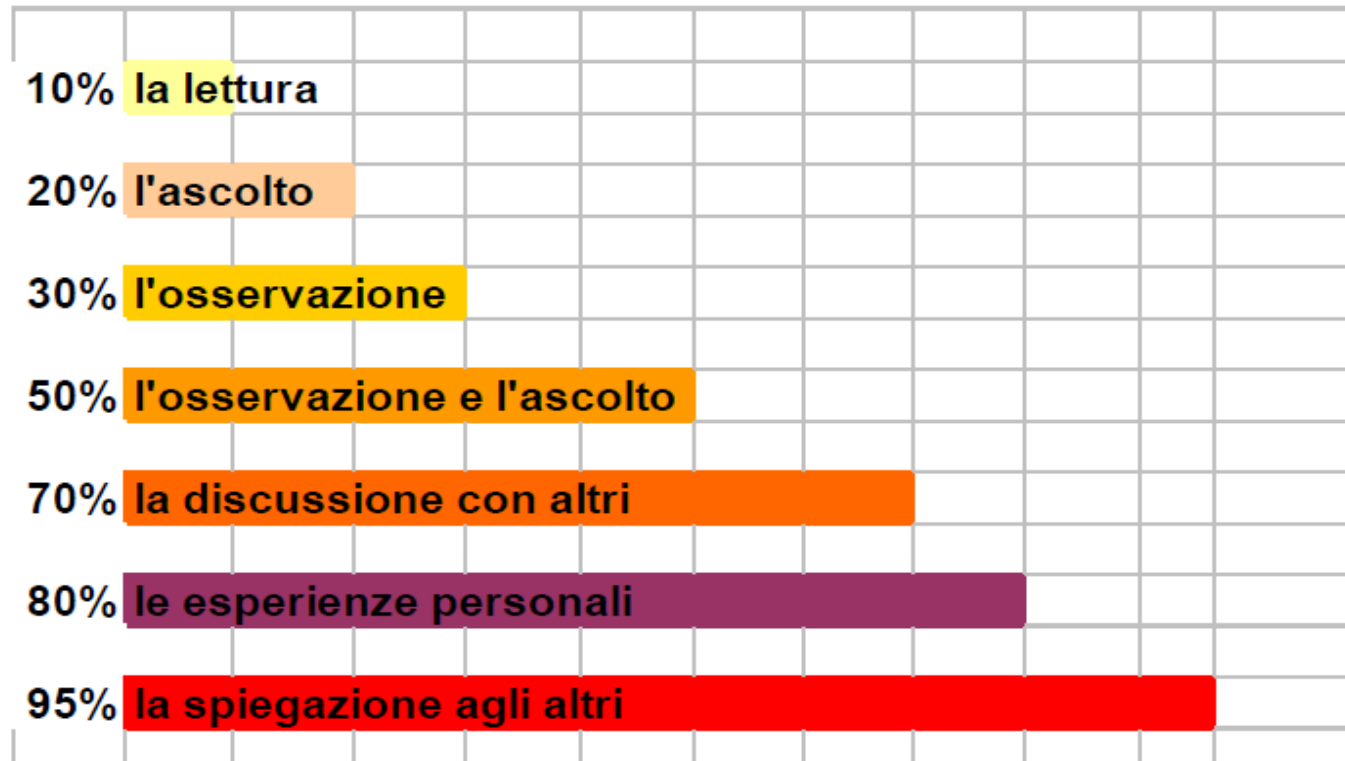 10% la lettura
20% l'ascolto
30% l'osservazione
50% l'osservazione e l'ascolto
70% la discussione con altri
80% le esperienze personali
95% la spiegazione agli altri